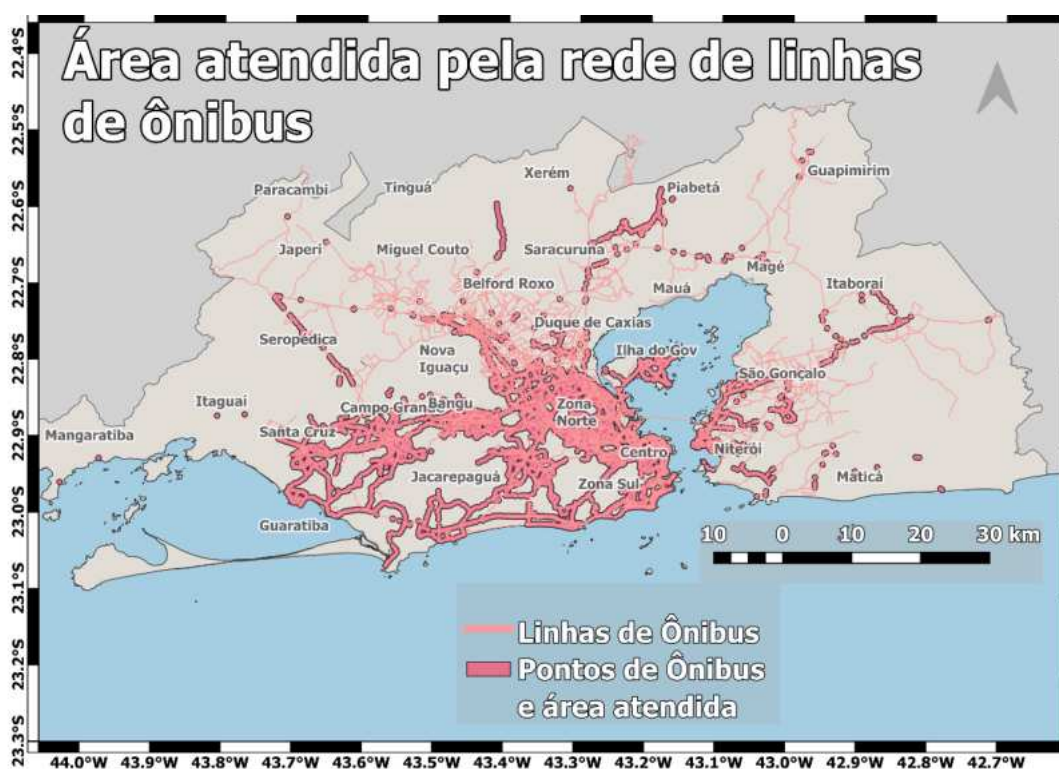 Área atendida pela rede de linhas
de ônibus
22.4°S
22.5°S
22.6°S
22.7°S
22.8°S
22.9°S
23.0°S
23.1°S
23.2°S
23.3°S
Guapimirim
Xerém
Paracambi
Tinguá
Piabetá
Japeri
Miguel Couto
Saracuruna
Magé
Belford Roxo
Mauá
Itaborai
Duque de Caxias
Seropédica
Nova
Iguaçu
Ilha do Gov
São Gonçalo
Itaguai
Campo Grande
Bangu
Zona
Norte
Mangaratiba
Santa Cruz
Centro
Niterói
Jacarepaguá
Zona Sul
Maticá
Guaratiba
10 0 10 20 30 km
Linhas de Ônibus
Pontos de Ônibus
e área atendida
44.0°W 43.9°W 43.8°W 43.7°W 43.6°W 43.5°W 43.4°W 43.3°W 43.2°W 43.1°W 43.0°W 42.9°W 42.8°W 42.7°W